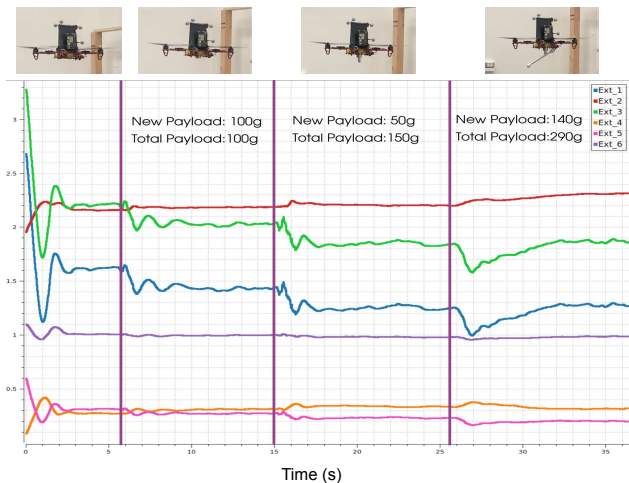 New Payload: 100g
Total Payload:100g
New Payload: 50g
Total Payload:150g
New Payload:140g
Total Payload:290g
Ext_1
Ext_2
Ext_3
Ext_4
Ext_5
Ext_6
3
2.5
2
1.5
1
0.5
0
5
10
15
20
25
30
35
Time (s)